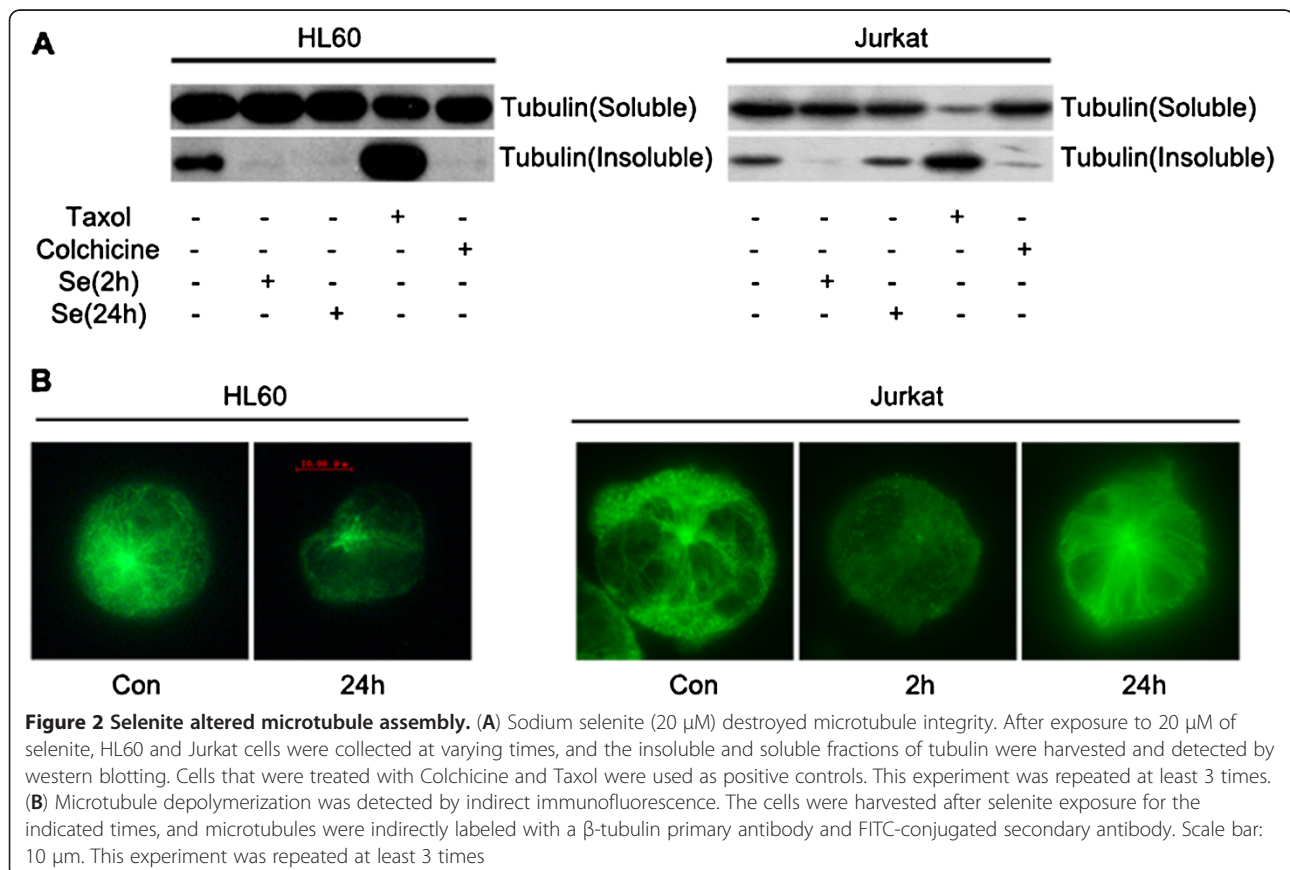 A
HL60
Jurkat
Tubulin(Soluble)
Tubulin(Soluble)
Tubulin(Insoluble)
Tubulin(Insoluble)
Taxol - - - + - - - - + -
Colchicine - - - - + - - - - +
Se(2h) - + - - - - + - - -
Se(24h) - - + - - - - + - -
B
HL60
Jurkat
Con
24h
Con
2h
24h
Figure 2 Selenite altered microtubule assembly. (A) Sodium selenite (20 μM) destroyed microtubule integrity. After exposure to 20 μM of
selenite, HL60 and Jurkat cells were collected at varying times, and the insoluble and soluble fractions of tubulin were harvested and detected by
western blotting. Cells that were treated with Colchicine and Taxol were used as positive controls. This experiment was repeated at least 3 times.
(B) Microtubule depolymerization was detected by indirect immunofluorescence. The cells were harvested after selenite exposure for the
indicated times, and microtubules were indirectly labeled with a β-tubulin primary antibody and FITC-conjugated secondary antibody. Scale bar:
10 μm. This experiment was repeated at least 3 times